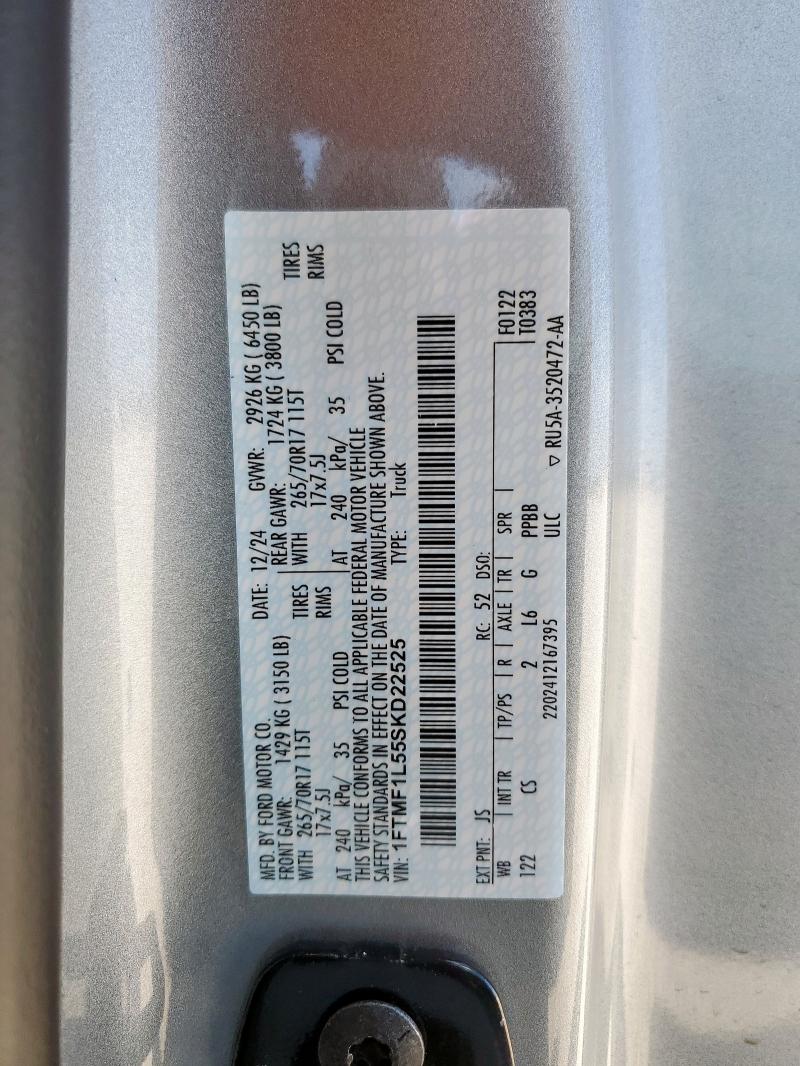 MFD. BY FORD MOTOR CO.
DATE: 12/24 GVWR: 2926 KG ( 6450 LB)
FRONT GAWR: 1429 KG ( 3150 LB) REAR GAWR: 1724 KG ( 3800 LB)
WITH 265/70R17 115T TIRES WITH 265/70R17 115T TIRES
17x7.5J RIMS 17x7.5J RIMS
AT 240 kPa/ 35 PSI COLD AT 240 kPa/ 35 PSI COLD
THIS VEHICLE CONFORMS TO ALL APPLICABLE FEDERAL MOTOR VEHICLE
SAFETY STANDARDS IN EFFECT ON THE DATE OF MANUFACTURE SHOWN ABOVE.
VIN: 1FTMF1L55SKD22525 TYPE: Truck
EXT PNT: JS RC: 52 DSO:
WB INT TR TP/PS R AXLE TR SPR F0122
122 CS 2 L6 G PPBB T0383
2202412167395 ULC ▽ RU5A-3520472-AA